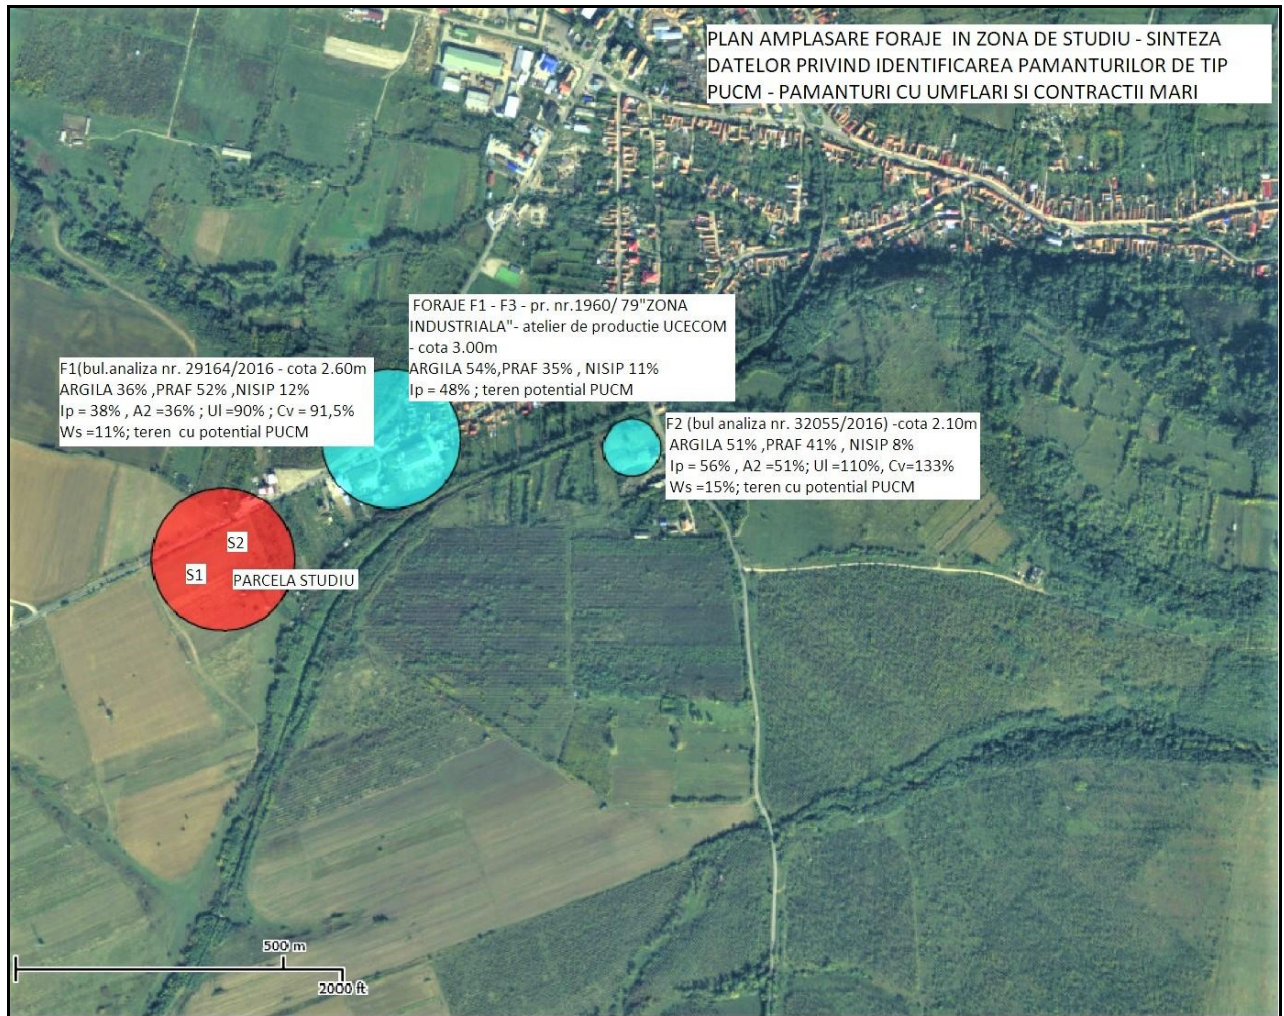 PLAN AMPLASARE FORAJE IN ZONA DE STUDIU - SINTEZA
DATELOR PRIVIND IDENTIFICAREA PAMANTURILOR DE TIP
PUCM - PAMANTURI CU UMFLARI SI CONTRACTII MARI
FORAJE F1 - F3 - pr. nr.1960/ 79"ZONA
INDUSTRIALA"- atelier de productie UCECOM
- cota 3.00m
ARGILA 54%,PRAF 35% , NISIP 11%
Ip = 48% ; teren potential PUCM
F1(bul.analiza nr. 29164/2016 - cota 2.60m
ARGILA 36% ,PRAF 52% ,NISIP 12%
Ip = 38% , A2 =36% ; Ul =90% ; Cv = 91,5%
Ws =11%; teren cu potential PUCM
F2 (bul analiza nr. 32055/2016) -cota 2.10m
ARGILA 51% ,PRAF 41% , NISIP 8%
Ip = 56% , A2 =51%; Ul =110%, Cv=133%
Ws =15%; teren cu potential PUCM
S2
S1
PARCELA STUDIU
500 m
2000 ft